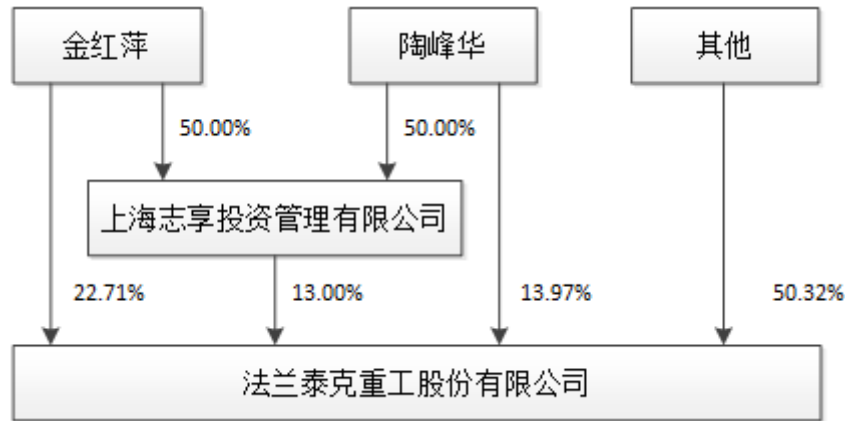 金红萍
陶峰华
其他
50.00%
50.00%
上海志享投资管理有限公司
22.71%
13.00%
13.97%
50.32%
法兰泰克重工股份有限公司